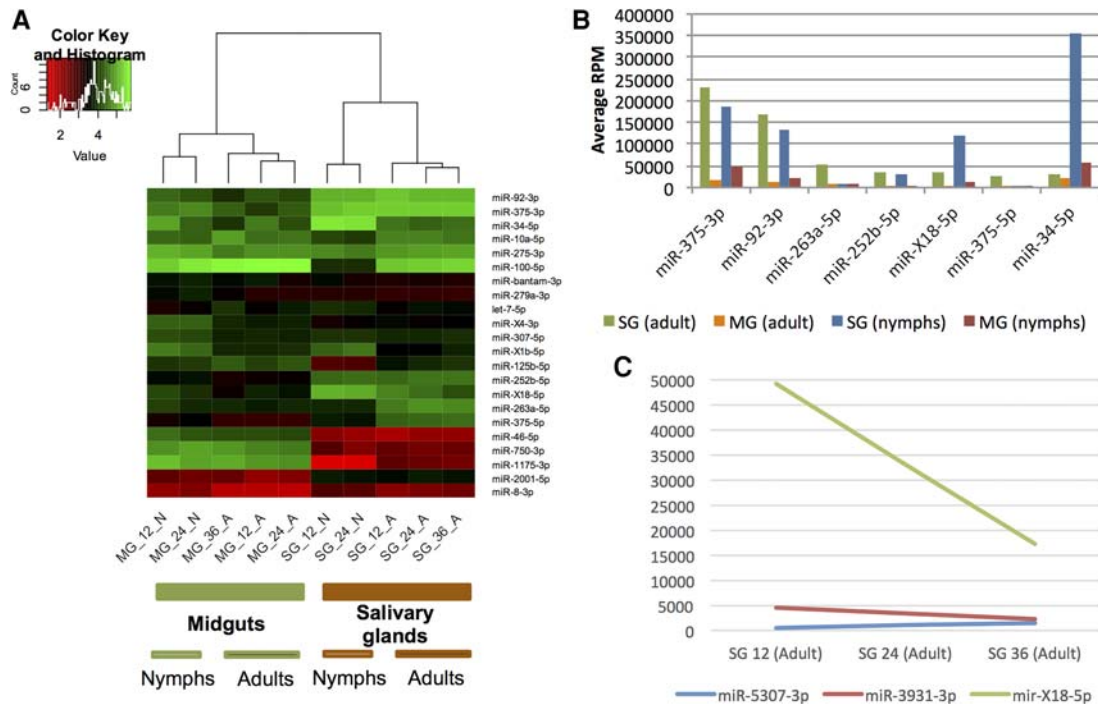 A
Color Key
and Histogram
Count
0 6
2 4
Value
miR-92-3p
miR-375-3p
miR-34-5p
miR-10a-5p
miR-275-3p
miR-100-5p
miR-bantam-3p
miR-279a-3p
let-7-5p
miR-X4-3p
miR-307-5p
miR-X1b-5p
miR-125b-5p
miR-252b-5p
miR-X18-5p
miR-263a-5p
miR-375-5p
miR-46-5p
miR-750-3p
miR-1175-3p
miR-2001-5p
miR-8-3p
MG_12_N
MG_24_N
MG_36_A
MG_12_A
MG_24_A
SG_12_N
SG_24_N
SG_12_A
SG_24_A
SG_36_A
Midguts
Salivary
glands
Nymphs
Adults
Nymphs
Adults
B
Average RPM
400000
350000
300000
250000
200000
150000
100000
50000
0
miR-375-3p
miR-92-3p
miR-263a-5p
miR-252b-5p
miR-X18-5p
miR-375-5p
miR-34-5p
SG (adult) MG (adult) SG (nymphs) MG (nymphs)
C
50000
45000
40000
35000
30000
25000
20000
15000
10000
5000
0
SG 12 (Adult) SG 24 (Adult) SG 36 (Adult)
miR-5307-3p miR-3931-3p mir-X18-5p